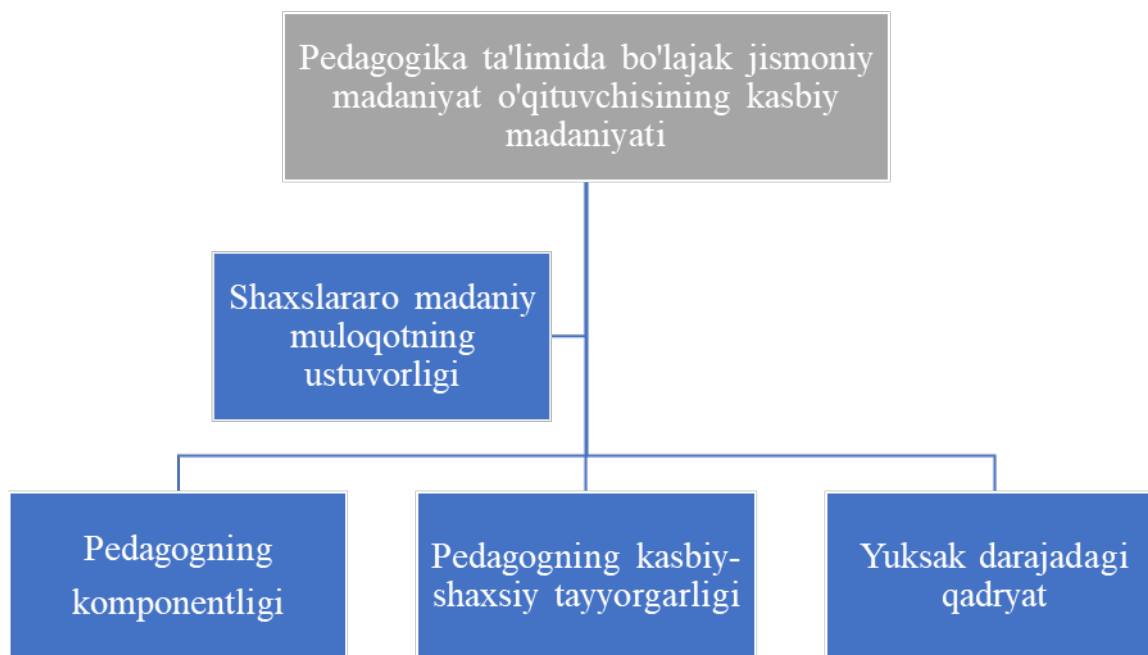 Pedagogika ta'limida bo'lajak jismoniy
madaniyat o'qituvchisining kasbiy
madaniyati
Shaxslararo madaniy
muloqotning
ustuvorligi
Pedagogning
komponentligi
Pedagogning kasbiy-
shaxsiy tayyorgarligi
Yuksak darajadagi
qadryat